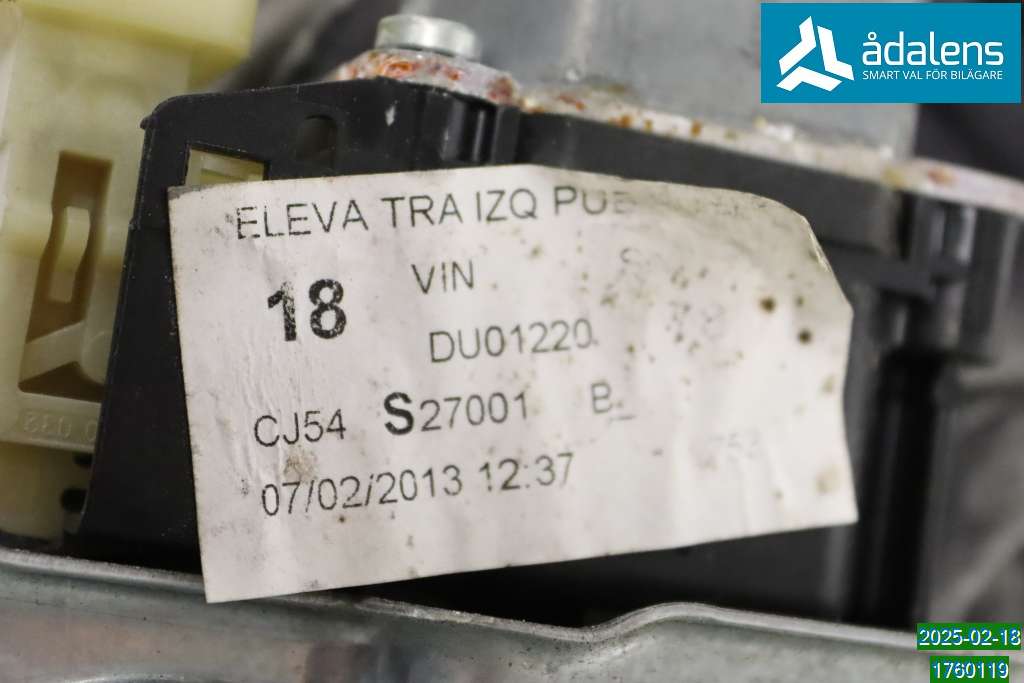 ådalens
SMART VAL FÖR BILÄGARE
ELEVA TRA IZQ
18
VIN
DU01220
CJ54 S27001 B_
07/02/2013 12:37
2025-02-18
1760119